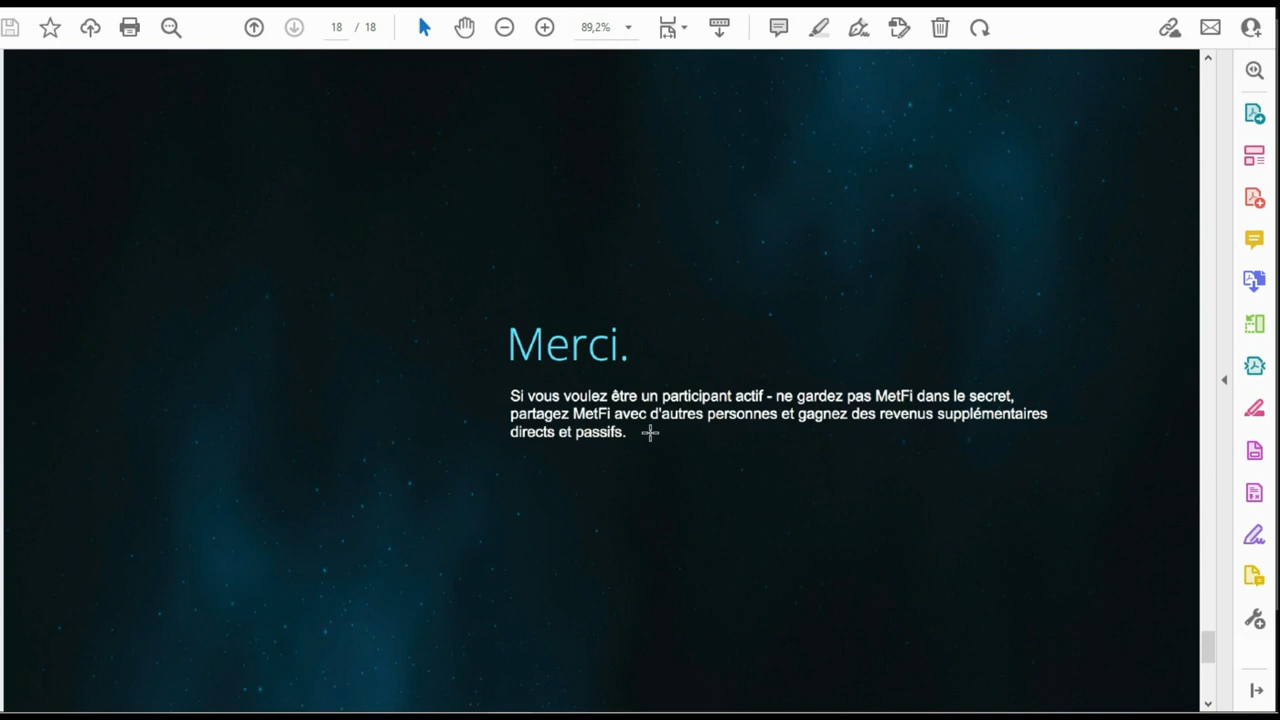 18 / 18
89,2%
Merci.
Si vous voulez être un participant actif - ne gardez pas MetFi dans le secret,
partagez MetFi avec d'autres personnes et gagnez des revenus supplémentaires
directs et passifs.